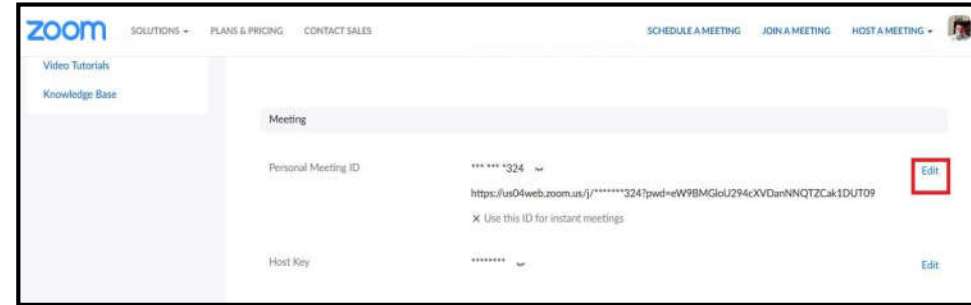 zoom SOLUTIONS PLANS & PRICING CONTACT SALES SCHEDULE A MEETING JOIN A MEETING HOST A MEETING
Video Tutorials
Knowledge Base
Meeting
Personal Meeting ID *** *** *324 Edit
https://us04web.zoom.us/j/*******324?pwd=eW9BMGloU294cXVDanNNQTZCak1DUT09
X Use this ID for instant meetings
Host Key ******** Edit